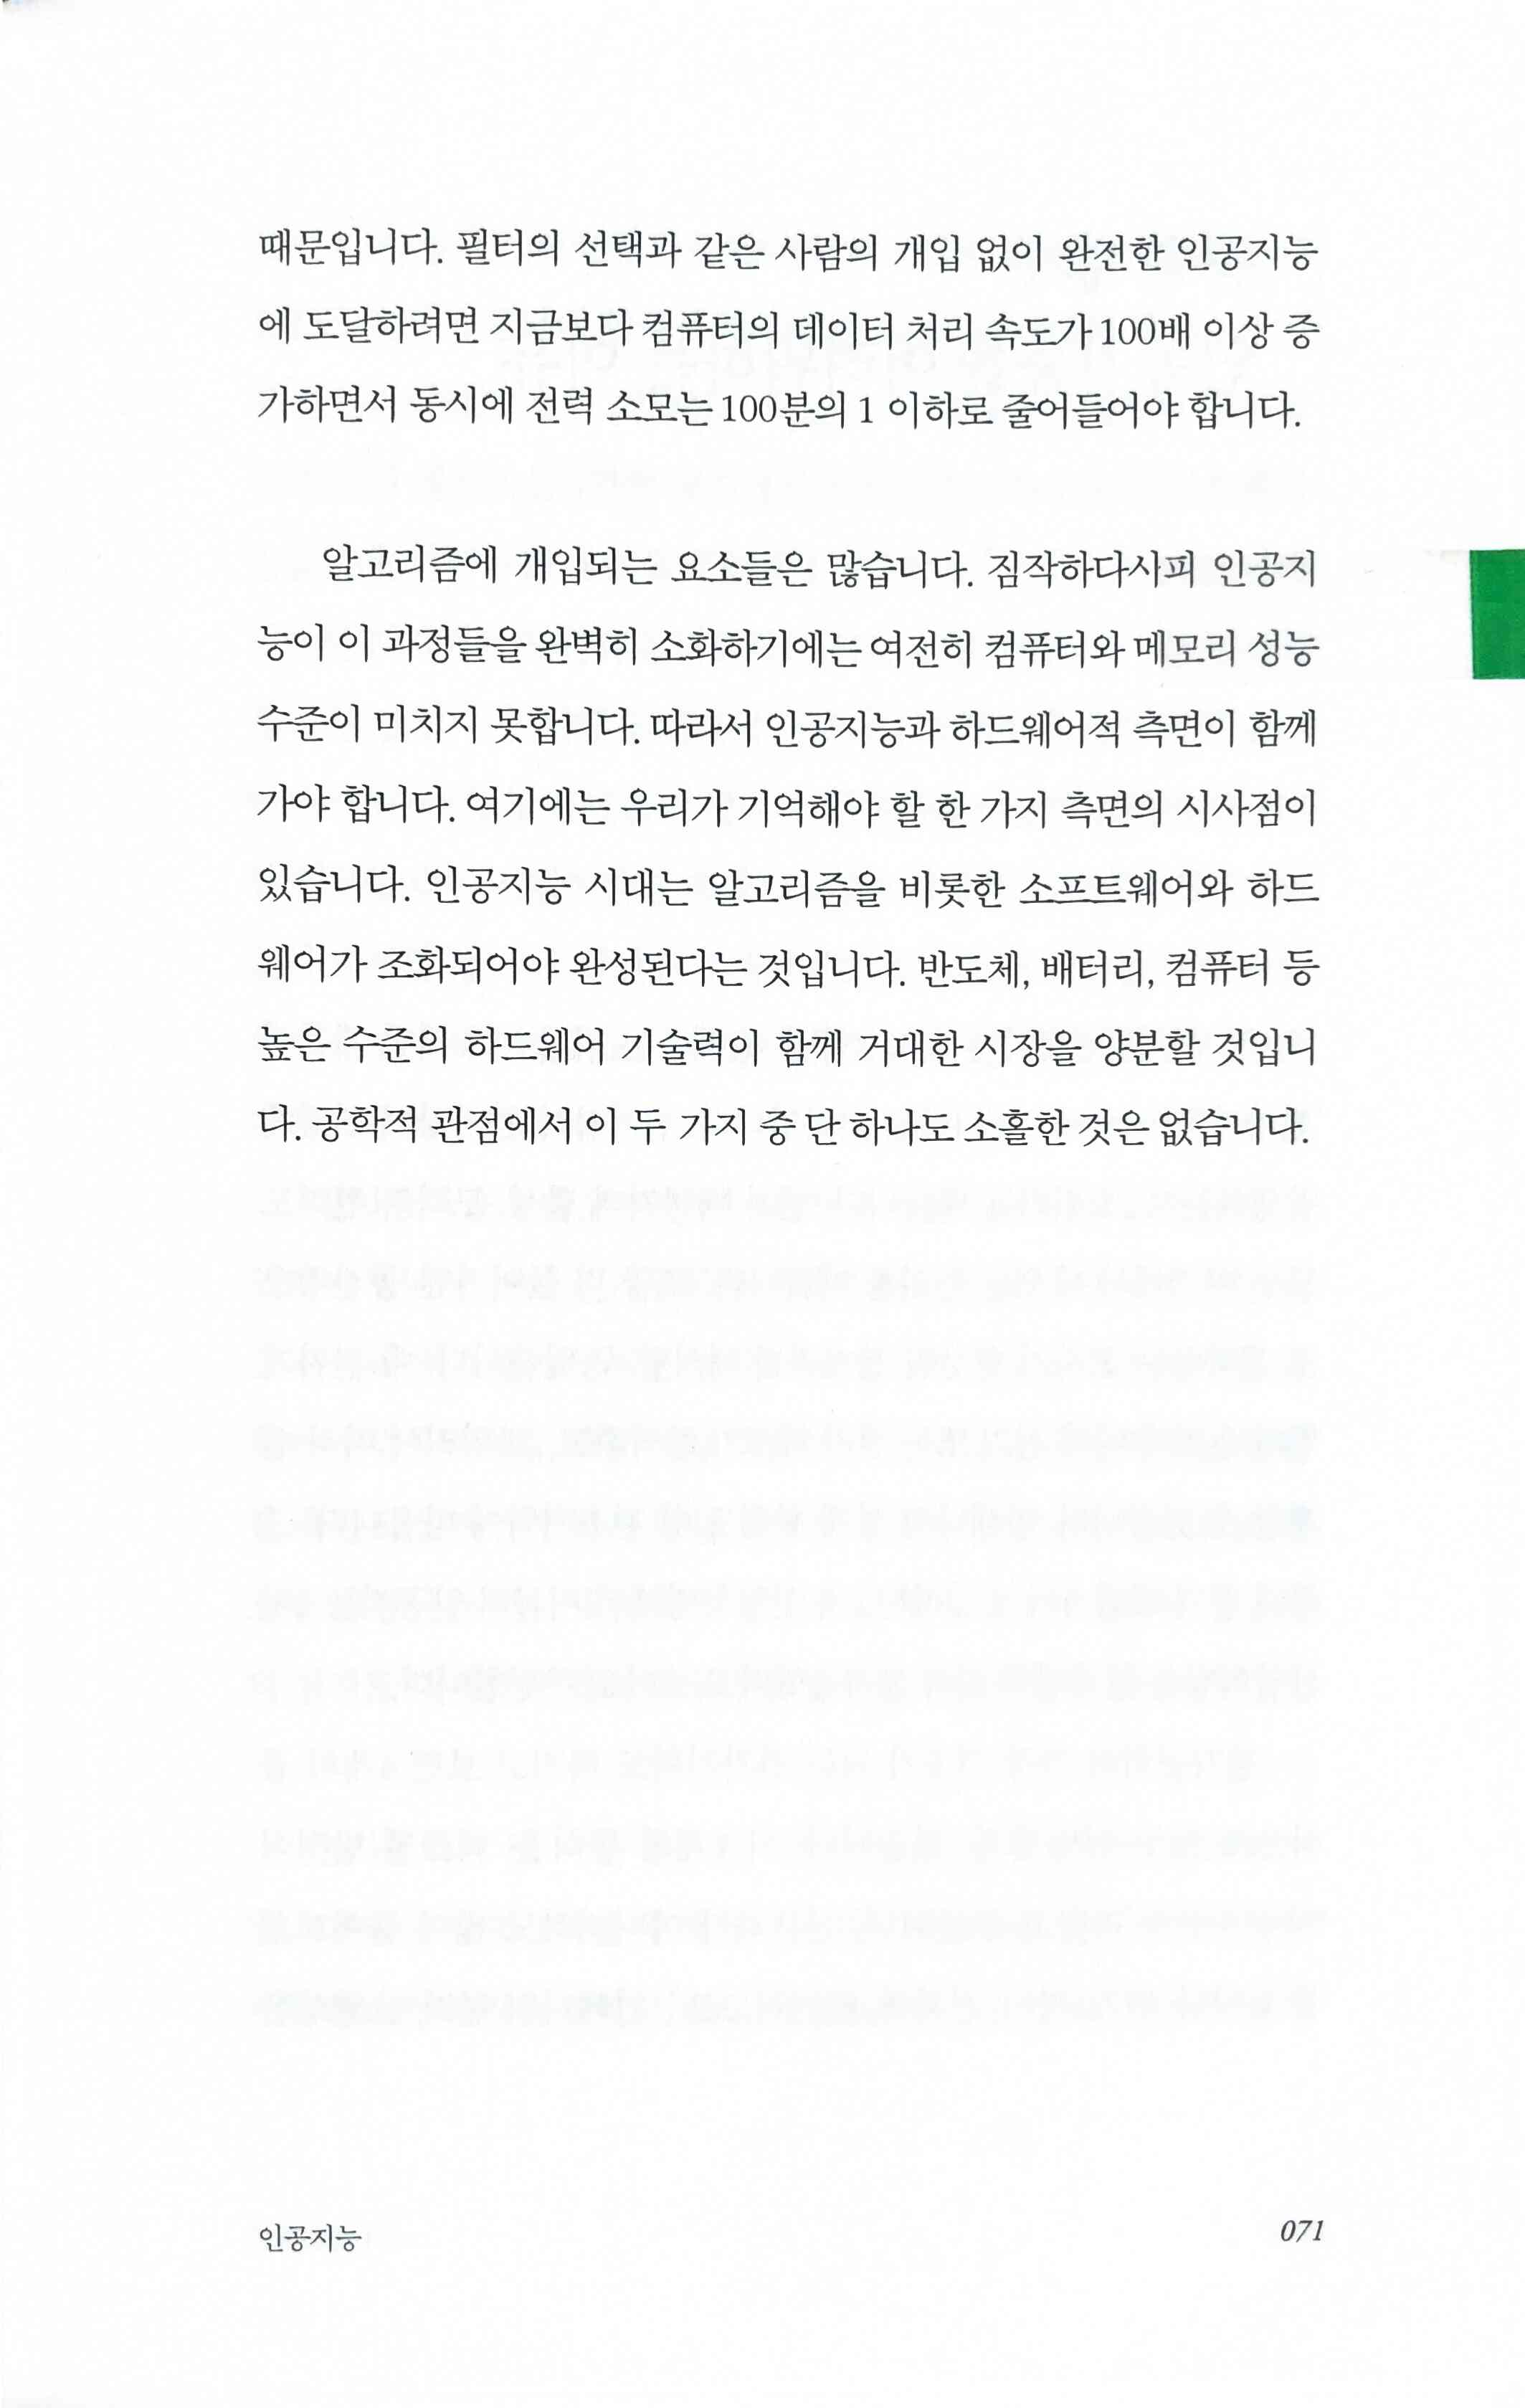 때문입니다. 필터의 선택과 같은 사람의 개입 없이 완전한 인공지능
에 도달하려면 지금보다 컴퓨터의 데이터 처리 속도가 100배 이상 증
가하면서 동시에 전력 소모는 100분의 1 이하로 줄어들어야 합니다.
알고리즘에 개입되는 요소들은 많습니다. 짐작하다사피 인공지
능이 이 과정들을 완벽히 소화하기에는 여전히 컴퓨터와 메모리 성능
수준이 미치지 못합니다. 따라서 인공지능과 하드웨어적 측면이 함께
가야 합니다. 여기에는 우리가 기억해야 할 한 가지 측면의 시사점이
있습니다. 인공지능 시대는 알고리즘을 비롯한 소프트웨어와 하드
웨어가 조화되어야 완성된다는 것입니다. 반도체, 배터리, 컴퓨터 등
높은 수준의 하드웨어 기술력이 함께 거대한 시장을 양분할 것입니
다. 공학적 관점에서 이 두 가지 중 단 하나도 소홀한 것은 없습니다.
인공지능
071